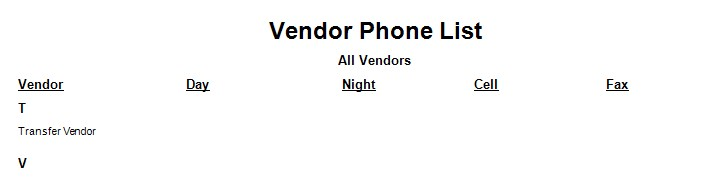 Vendor Phone List
All Vendors
Vendor Day Night Cell Fax
T
Transfer Vendor
V